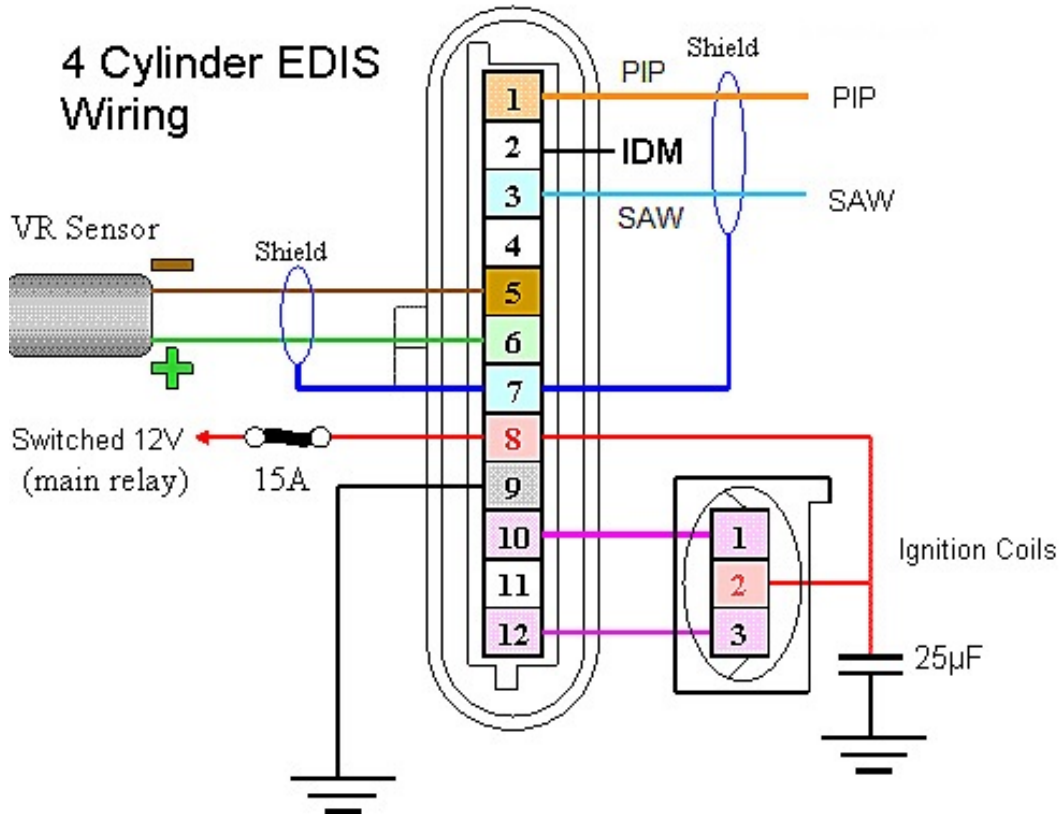 4 Cylinder EDIS
Wiring
Shield
PIP
PIP
IDM
SAW
SAW
VR Sensor
Shield
1
2
3
4
5
6
7
8
9
10
11
12
Switched 12V
(main relay)
15A
1
2
3
Ignition Coils
25µF